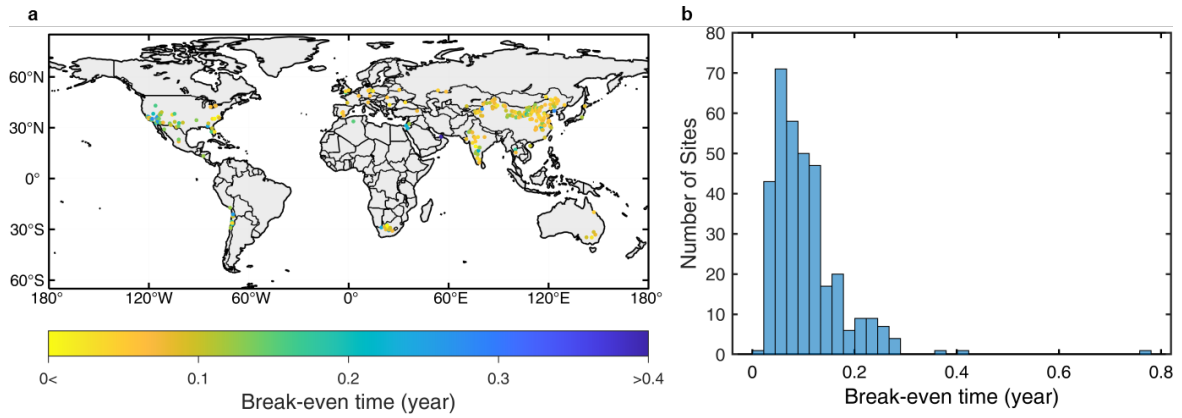 a
60°N
30°N
0°
30°S
60°S
180° 120°W 60°W 0° 60°E 120°E 180°
0< 0.1 0.2 0.3 >0.4
Break-even time (year)
b
Number of Sites
80
70
60
50
40
30
20
10
0
0 0.2 0.4 0.6 0.8
Break-even time (year)